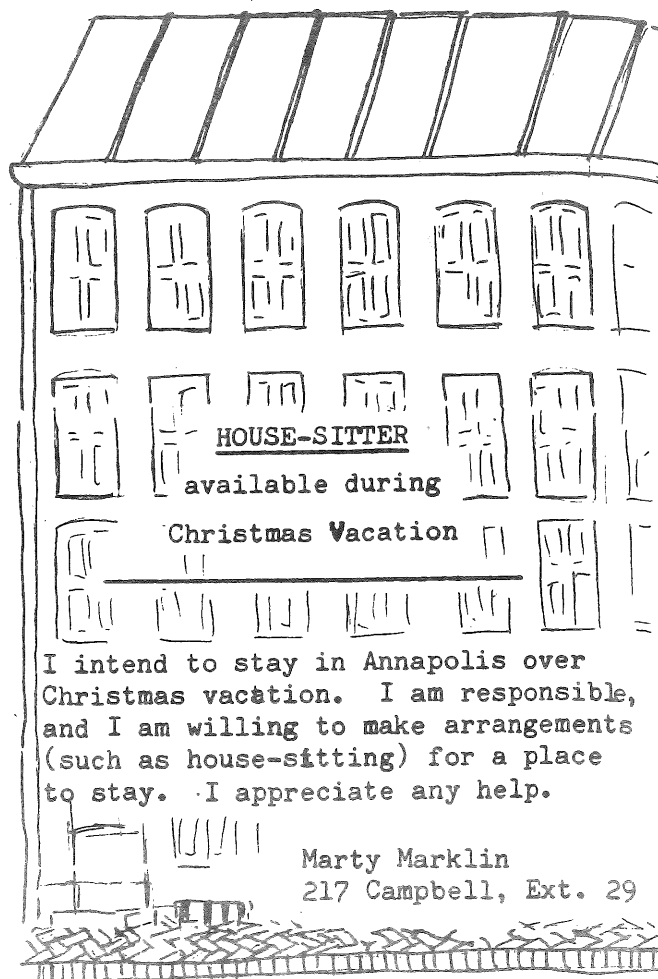 HOUSE-SITTER
available during
Christmas Vacation
I intend to stay in Annapolis over
Christmas vacation.  I am responsible,
and I am willing to make arrangements
(such as house-sitting) for a place
to stay.  I appreciate any help.
Marty Marklin
217 Campbell, Ext. 29